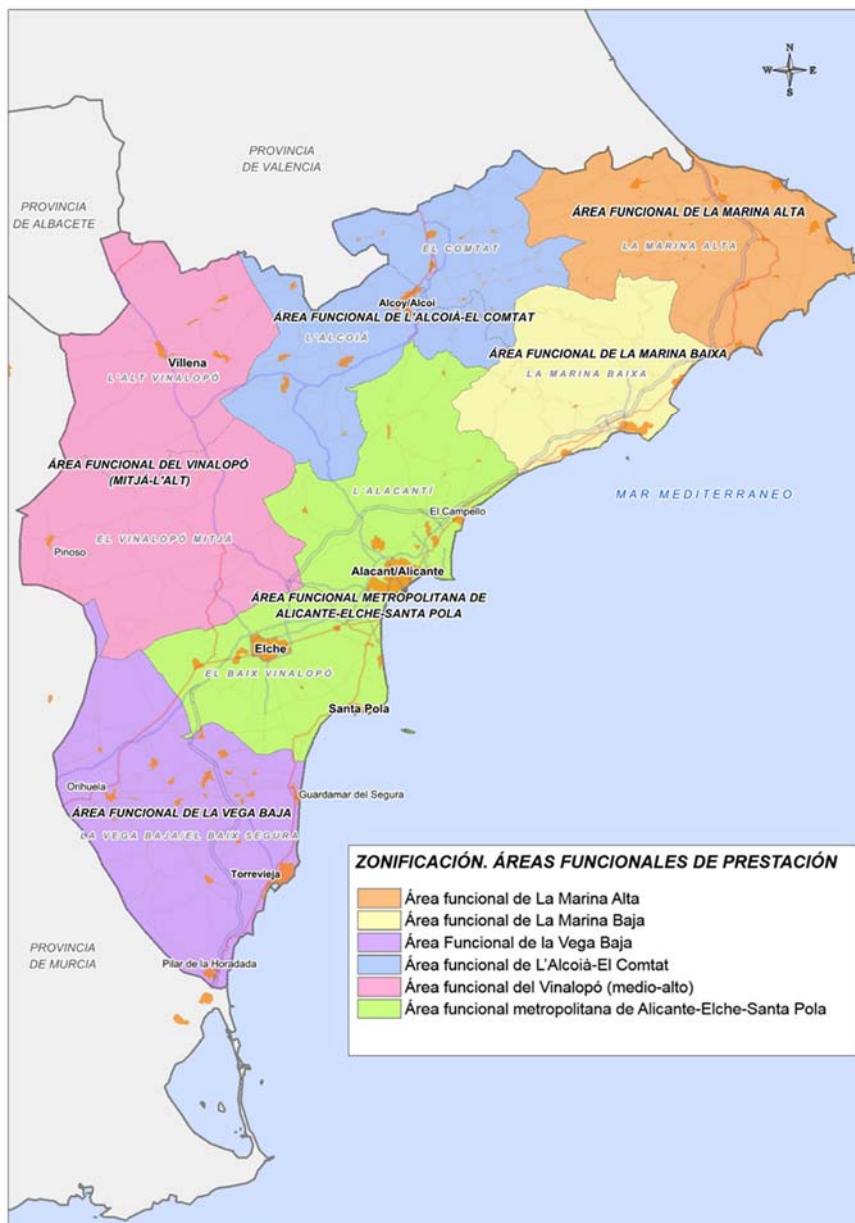 N
W E
S
PROVINCIA
DE VALENCIA
PROVINCIA
DE ALBACETE
ÁREA FUNCIONAL DE LA MARINA ALTA
LA MARINA ALTA
EL COMTAT
Alcoy/Alcoi
ÁREA FUNCIONAL DE L'ALCOIÀ-EL COMTAT
L'ALCOIÀ
ÁREA FUNCIONAL DE LA MARINA BAIXA
LA MARINA BAIXA
Villena
L'ALT VINALOPÓ
ÁREA FUNCIONAL DEL VINALOPÓ
(MITJÀ-L'ALT)
EL VINALOPÓ MITJÀ
Pinoso
L'ALACANTÍ
El Campello
MAR MEDITERRANEO
Alacant/Alicante
ÁREA FUNCIONAL METROPOLITANA DE
ALICANTE-ELCHE-SANTA POLA
Elche
EL BAIX VINALOPÓ
Santa Pola
Orihuela
Guardamar del Segura
ÁREA FUNCIONAL DE LA VEGA BAJA
LA VEGA BAJA/EL BAIX SEGURA
Torrevieja
PROVINCIA
DE MURCIA
Pilar de la Horadada
ZONIFICACIÓN. ÁREAS FUNCIONALES DE PRESTACIÓN
Área funcional de La Marina Alta
Área funcional de La Marina Baja
Área Funcional de la Vega Baja
Área funcional de L'Alcoià-El Comtat
Área funcional del Vinalopó (medio-alto)
Área funcional metropolitana de Alicante-Elche-Santa Pola